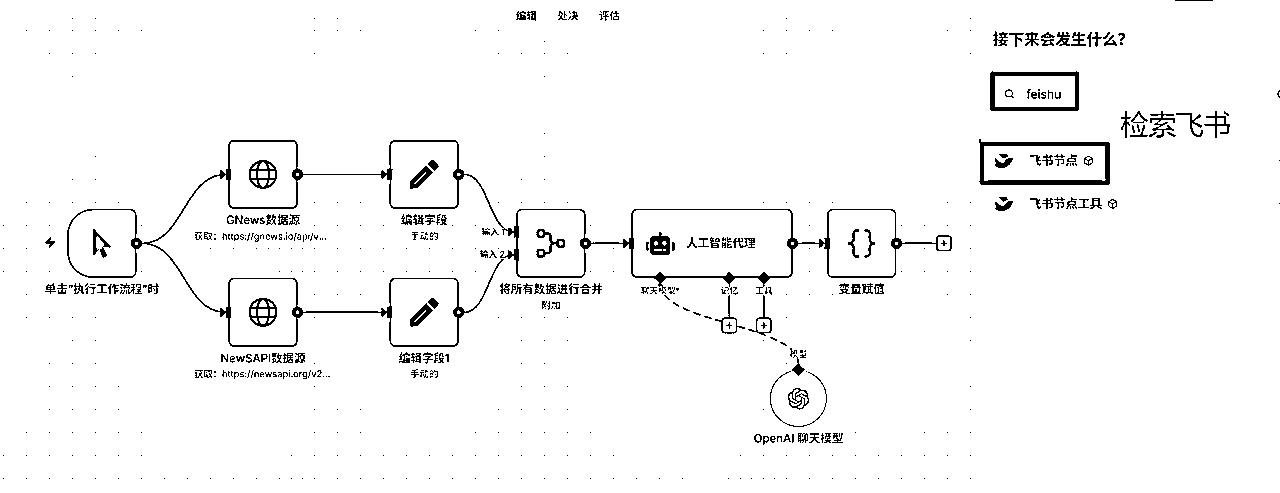 编辑 处决 评估
接下来会发生什么？
feishu
检索飞书
飞书节点
飞书节点工具
GNews数据源
获取：https://gnews.io/api/v...
编辑字段
手动的
输入 1
输入 2
人工智能代理
单击"执行工作流程"时
将所有数据进行合并
附加
聊天模型*
记忆
工具
变量赋值
NewSAPI数据源
获取：https://newsapi.org/v2...
编辑字段1
手动的
模型
OpenAI 聊天模型